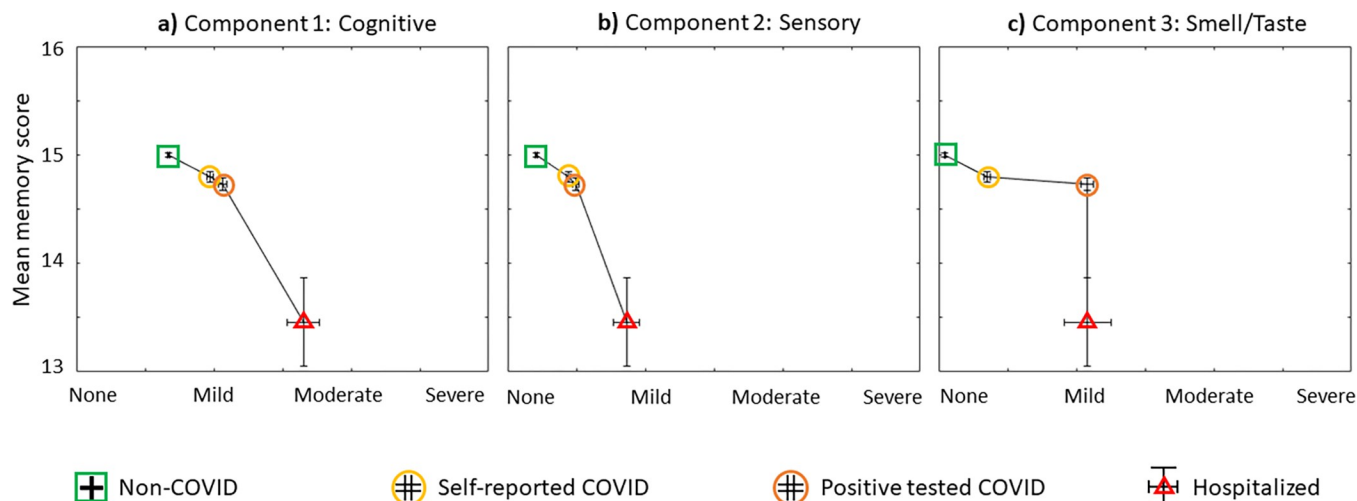 a) Component 1: Cognitive
b) Component 2: Sensory
c) Component 3: Smell/Taste
Mean memory score
16
15
14
13
None Mild Moderate Severe
None Mild Moderate Severe
None Mild Moderate Severe
Non-COVID
Self-reported COVID
Positive tested COVID
Hospitalized